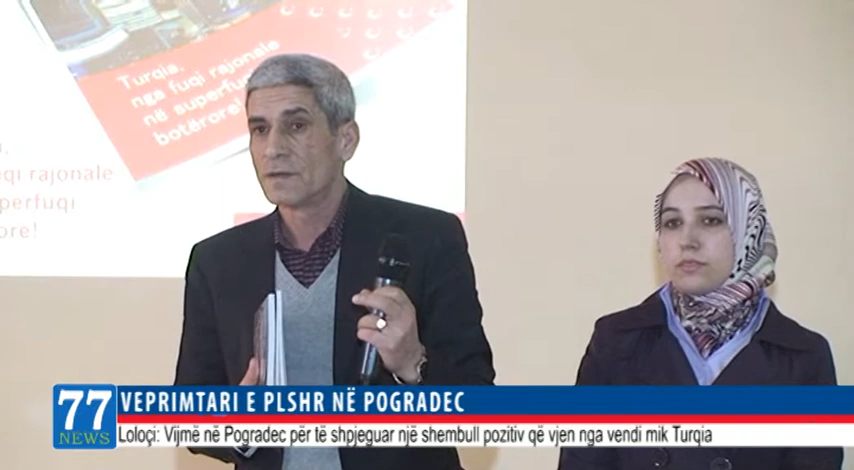 Turqia,
nga fuqi rajonale
në superfuqi
botërore!
rajonale
ore!
77
NEWS
VEPRIMTARI E PLSHR NË POGRADEC
Loloçi: Vijmë në Pogradec për të shpjeguar një shembull pozitiv që vjen nga vendi mik Turqia